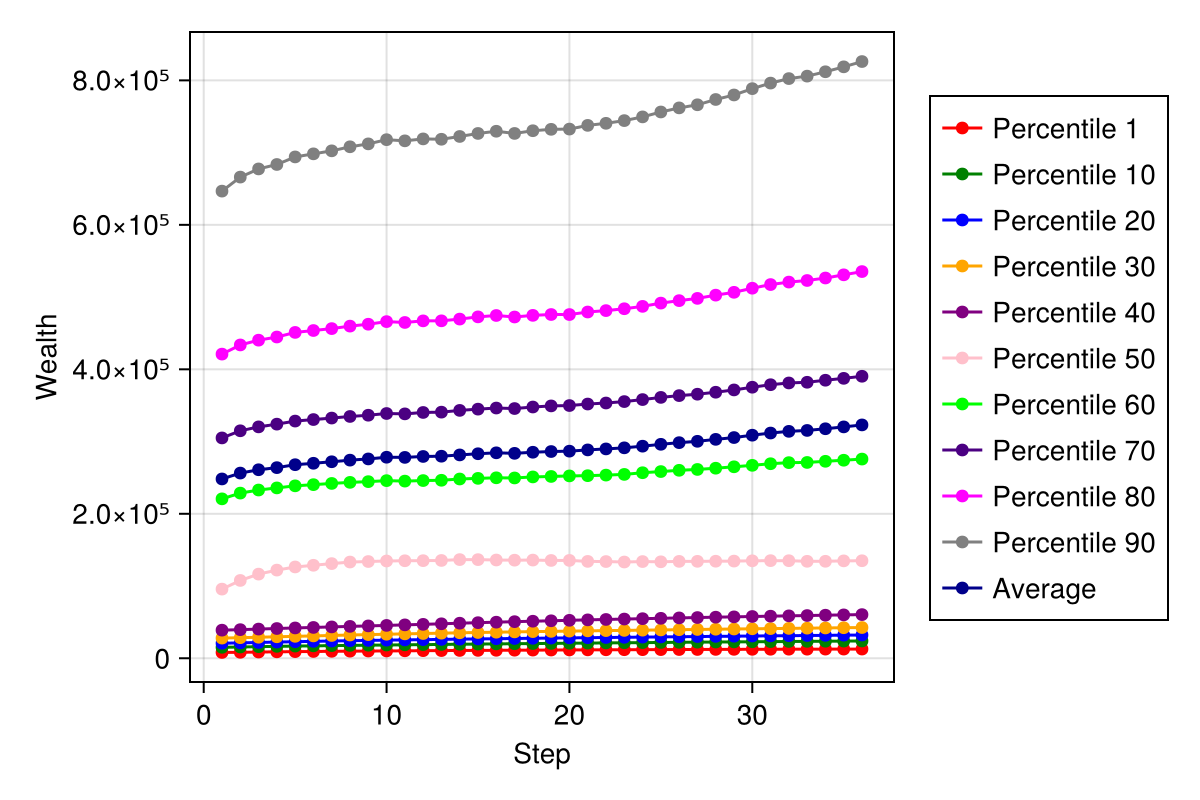 8.0×10⁵
6.0×10⁵
4.0×10⁵
2.0×10⁵
0
Wealth
0 10 20 30
Step
Percentile 1
Percentile 10
Percentile 20
Percentile 30
Percentile 40
Percentile 50
Percentile 60
Percentile 70
Percentile 80
Percentile 90
Average